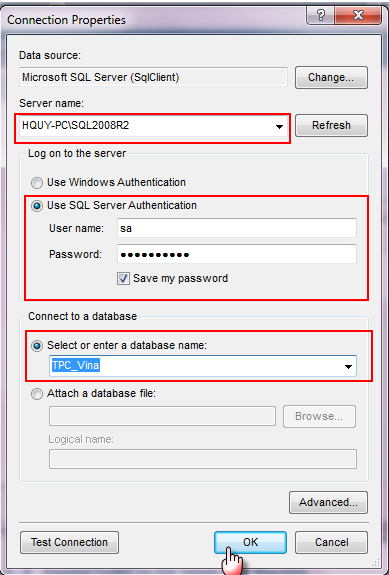 Connection Properties
Data source:
Microsoft SQL Server (SqlClient)
Change...
Server name:
HQUY-PC\SQL2008R2
Refresh
Log on to the server
Use Windows Authentication
Use SQL Server Authentication
User name: sa
Password: ●●●●●●●●●●
Save my password
Connect to a database
Select or enter a database name:
TPC_Vina
Attach a database file:
Browse...
Logical name:
Advanced...
Test Connection OK Cancel